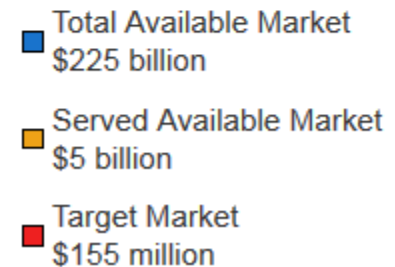 Total Available Market
$225 billion
Served Available Market
$5 billion
Target Market
$155 million